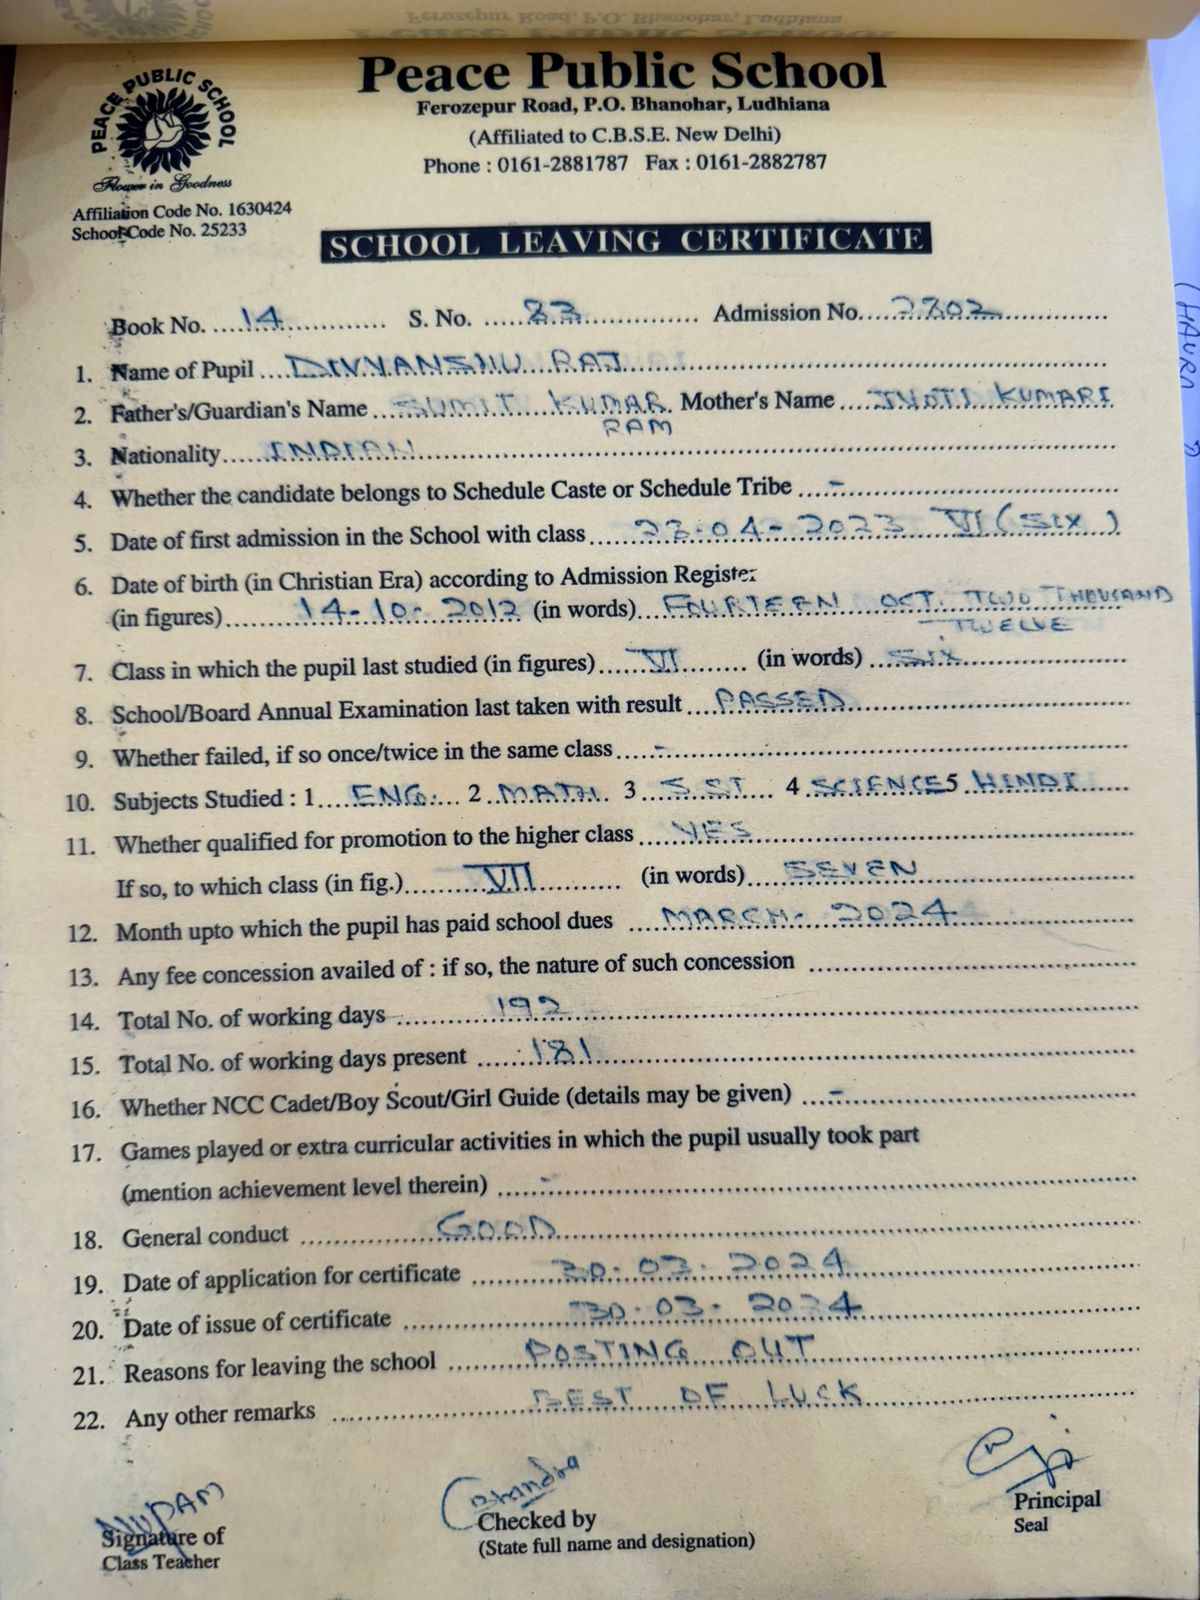 Peace Public School
Ferozepur Road, P.O. Bhanohar, Ludhiana
(Affiliated to C.B.S.E. New Delhi)
Phone : 0161-2881787 Fax : 0161-2882787
PEACE PUBLIC SCHOOL
Flower in Goodness
Affiliation Code No. 1630424
School Code No. 25233
SCHOOL LEAVING CERTIFICATE
Book No. 14 S. No. 83 Admission No. 2802
1. Name of Pupil DIVYANSHU RAJ
2. Father's/Guardian's Name SUMIT KUMAR Mother's Name JYOTI KUMARI
RAM
3. Nationality INDIAN
4. Whether the candidate belongs to Schedule Caste or Schedule Tribe -
5. Date of first admission in the School with class 23-04-2023 VI (SIX)
6. Date of birth (in Christian Era) according to Admission Register
(in figures) 14-10-2012 (in words) FOURTEEN OCT. TWO THOUSAND
TWELVE
7. Class in which the pupil last studied (in figures) VI (in words) SIX
8. School/Board Annual Examination last taken with result PASSED
9. Whether failed, if so once/twice in the same class -
10. Subjects Studied : 1 ENG. 2 MATH 3 S.ST 4 SCIENCE 5 HINDI
11. Whether qualified for promotion to the higher class YES
If so, to which class (in fig.) VII (in words) SEVEN
12. Month upto which the pupil has paid school dues MARCH- 2024
13. Any fee concession availed of : if so, the nature of such concession
14. Total No. of working days 192
15. Total No. of working days present 181
16. Whether NCC Cadet/Boy Scout/Girl Guide (details may be given) -
17. Games played or extra curricular activities in which the pupil usually took part
(mention achievement level therein) -
18. General conduct GOOD
19. Date of application for certificate 30-03-2024
20. Date of issue of certificate 30-03-2024
21. Reasons for leaving the school POSTING OUT
22. Any other remarks BEST OF LUCK
ANUPAM
Signature of
Class Teacher
Chandra
Checked by
(State full name and designation)
Principal
Seal